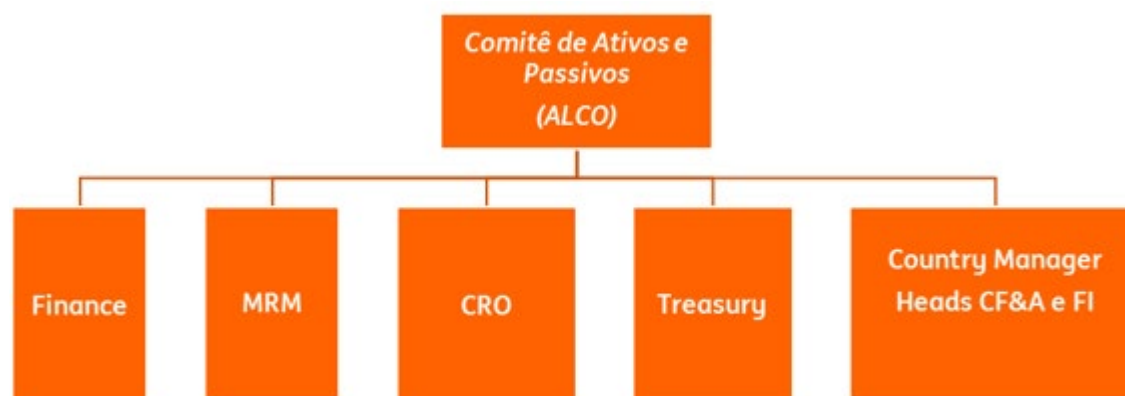 Comitê de Ativos e
Passivos
(ALCO)
Finance
MRM
CRO
Treasury
Country Manager
Heads CF&A e FI